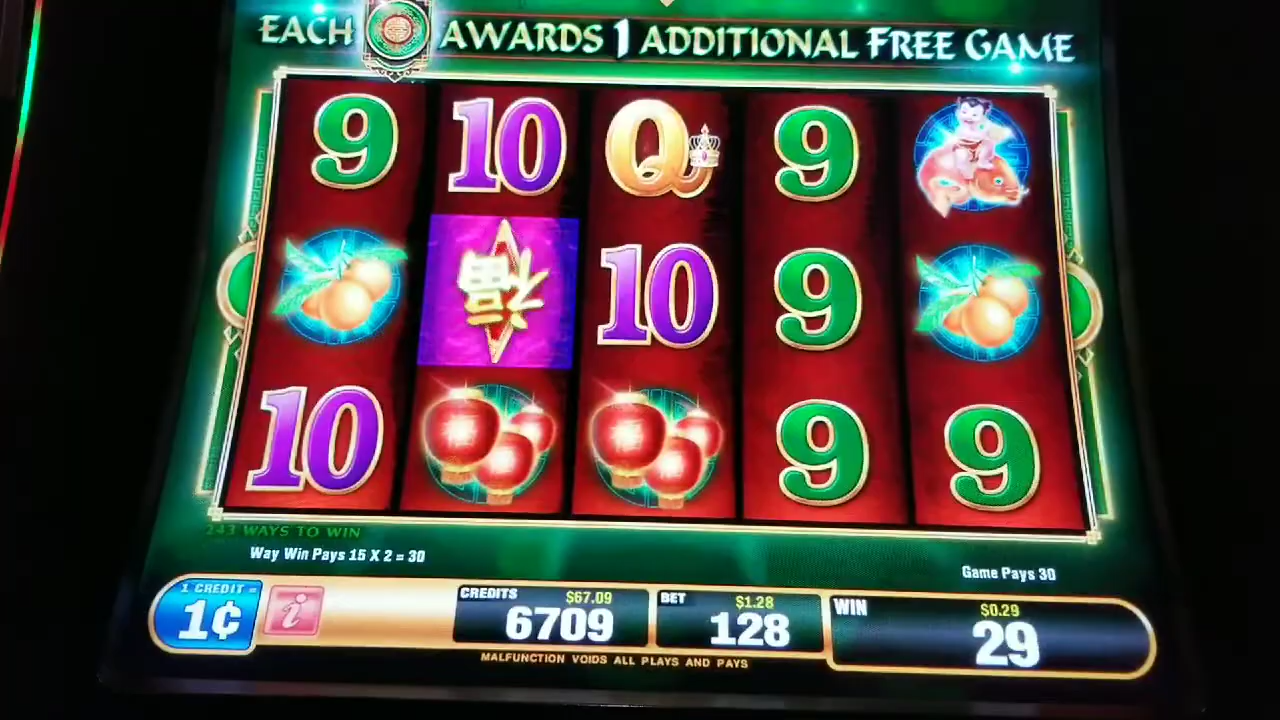 EACH AWARDS 1 ADDITIONAL FREE GAME
9 10 Q 9
福 10 9
10 9 9
243 WAYS TO WIN
Way Win Pays 15 X 2 = 30
Game Pays 30
1 CREDIT =
1¢
i
CREDITS $67.09
6709
BET $1.28
128
WIN $0.29
29
MALFUNCTION VOIDS ALL PLAYS AND PAYS